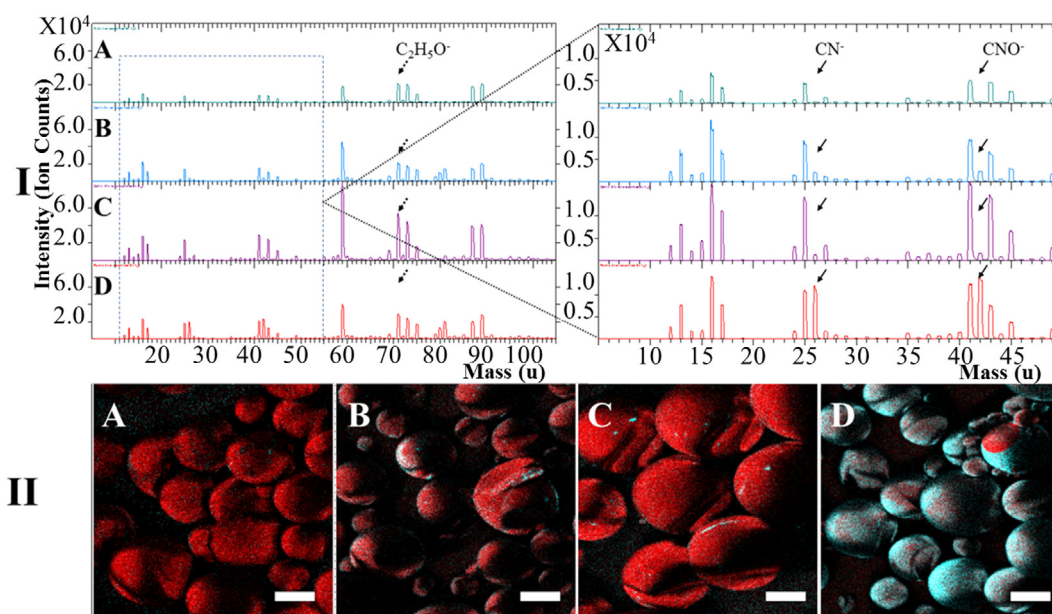 X10⁴
X10⁴
A
C₂H₅O⁻
CN⁻
CNO⁻
6.0
2.0
1.0
0.5
B
6.0
2.0
1.0
0.5
I
Intensity (Ion Counts)
C
6.0
2.0
1.0
0.5
D
6.0
2.0
1.0
0.5
20 30 40 50 60 70 80 90 100
Mass (u)
10 15 20 25 30 35 40 45
Mass (u)
II
A
B
C
D